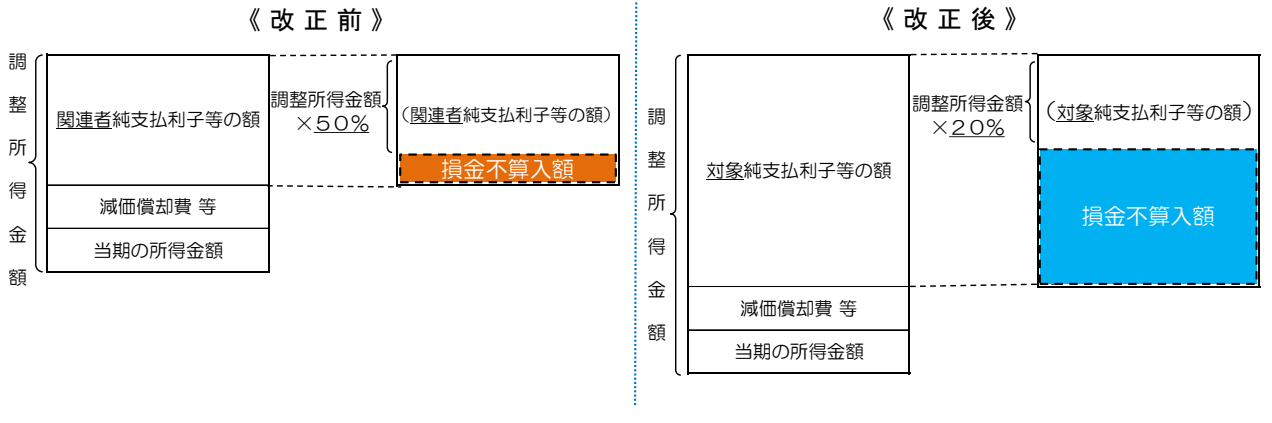 《 改 正 前 》
調整所得金額
関連者純支払利子等の額
減価償却費 等
当期の所得金額
調整所得金額
×５０％
（関連者純支払利子等の額）
損金不算入額
《 改 正 後 》
調整所得金額
対象純支払利子等の額
減価償却費 等
当期の所得金額
調整所得金額
×２０％
（対象純支払利子等の額）
損金不算入額